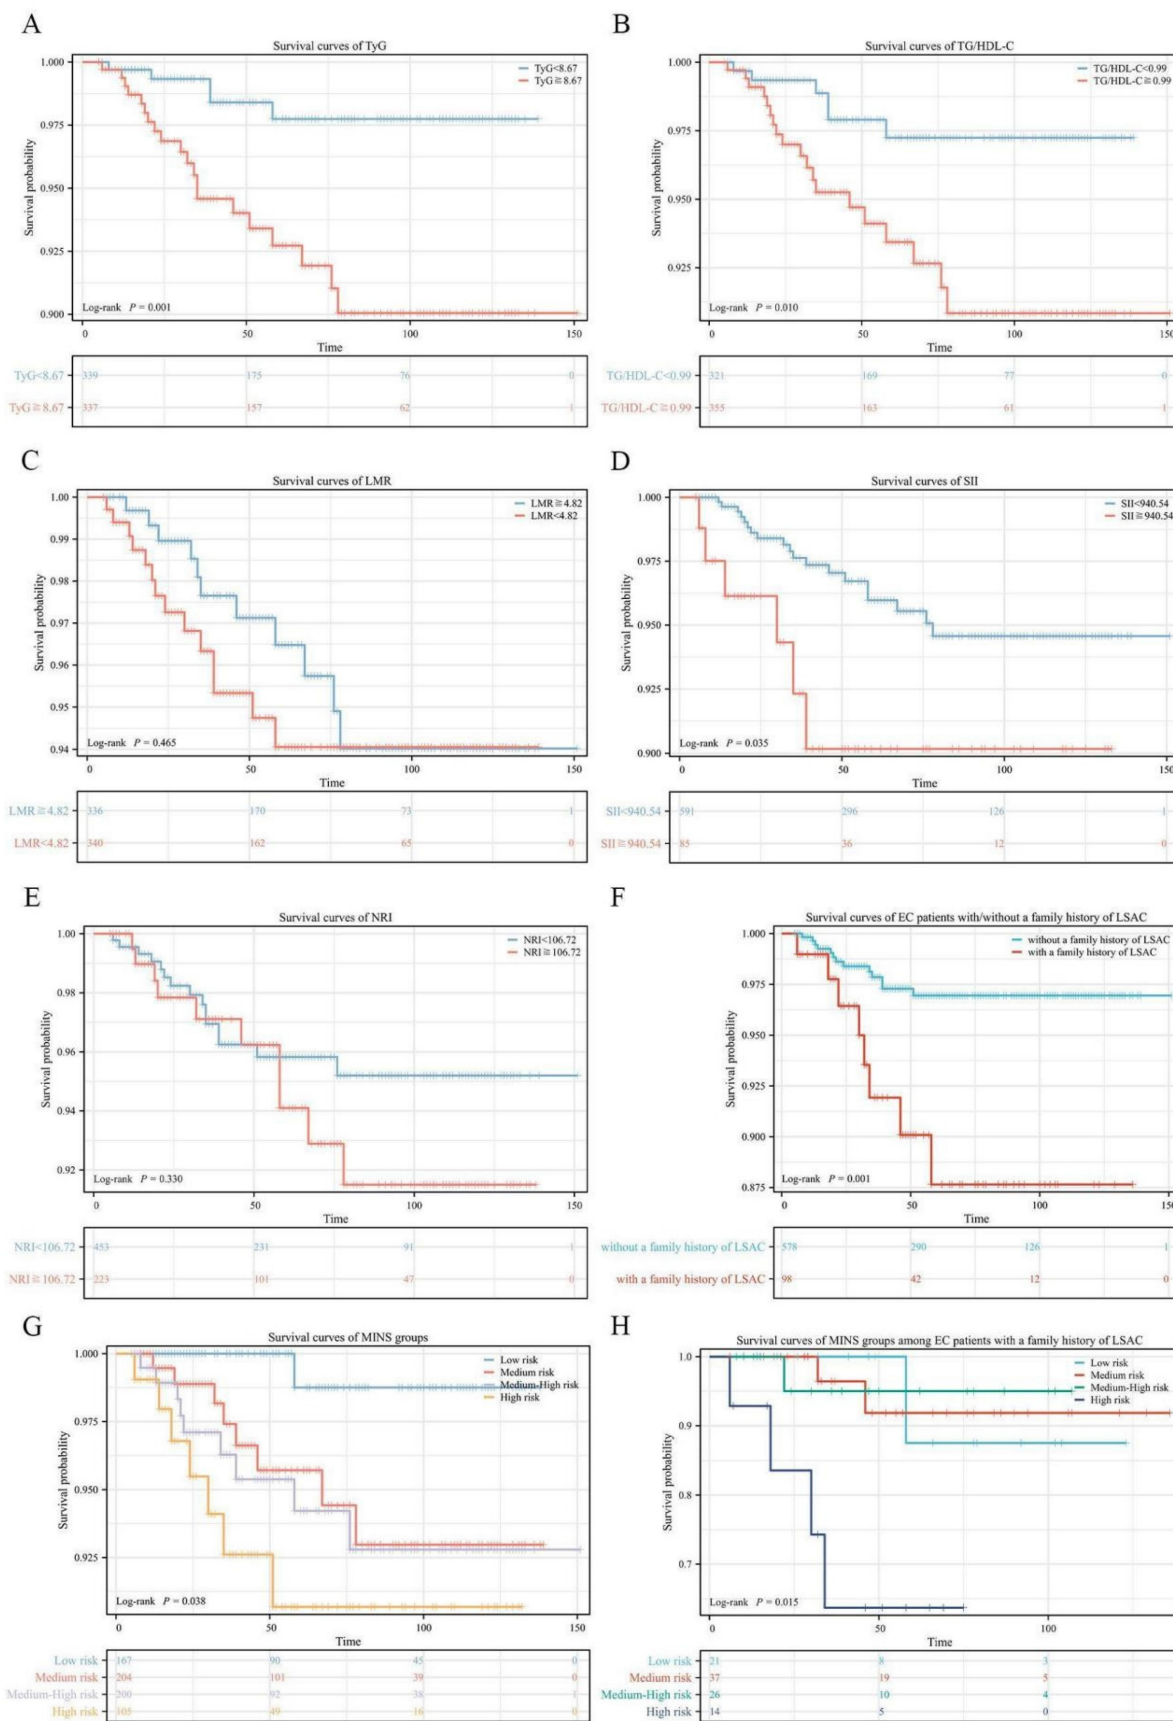 A
Survival curves of TyG
TyG<8.67
TyG≧8.67
1.000
0.975
0.950
0.925
0.900
Survival probability
Log-rank P = 0.001
0 50 100 150
Time
TyG<8.67 339 175 76 0
TyG≧8.67 337 157 62 1
B
Survival curves of TG/HDL-C
TG/HDL-C<0.99
TG/HDL-C≧0.99
1.000
0.975
0.950
0.925
Survival probability
Log-rank P = 0.010
0 50 100 150
Time
TG/HDL-C<0.99 321 169 77 0
TG/HDL-C≧0.99 355 163 61 1
C
Survival curves of LMR
LMR≧4.82
LMR<4.82
1.00
0.99
0.98
0.97
0.96
0.95
0.94
Survival probability
Log-rank P = 0.465
0 50 100 150
Time
LMR≧4.82 336 170 73 1
LMR<4.82 340 162 65 0
D
Survival curves of SII
SII<940.54
SII≧940.54
1.000
0.975
0.950
0.925
0.900
Survival probability
Log-rank P = 0.035
0 50 100 150
Time
SII<940.54 591 296 126 1
SII≧940.54 85 36 12 0
E
Survival curves of NRI
NRI<106.72
NRI≧106.72
1.00
0.98
0.96
0.94
0.92
Survival probability
Log-rank P = 0.330
0 50 100 150
Time
NRI<106.72 453 231 91 1
NRI≧106.72 223 101 47 0
F
Survival curves of EC patients with/without a family history of LSAC
without a family history of LSAC
with a family history of LSAC
1.000
0.975
0.950
0.925
0.900
0.875
Survival probability
Log-rank P = 0.001
0 50 100 150
Time
without a family history of LSAC 578 290 126 1
with a family history of LSAC 98 42 12 0
G
Survival curves of MINS groups
Low risk
Medium risk
Medium-High risk
High risk
1.000
0.975
0.950
0.925
Survival probability
Log-rank P = 0.038
0 50 100 150
Time
Low risk 167 90 45 0
Medium risk 204 101 39 0
Medium-High risk 200 92 38 1
High risk 105 49 16 0
H
Survival curves of MINS groups among EC patients with a family history of LSAC
Low risk
Medium risk
Medium-High risk
High risk
1.0
0.9
0.8
0.7
Survival probability
Log-rank P = 0.015
0 50 100
Time
Low risk 21 8 3
Medium risk 37 19 5
Medium-High risk 26 10 4
High risk 14 5 0